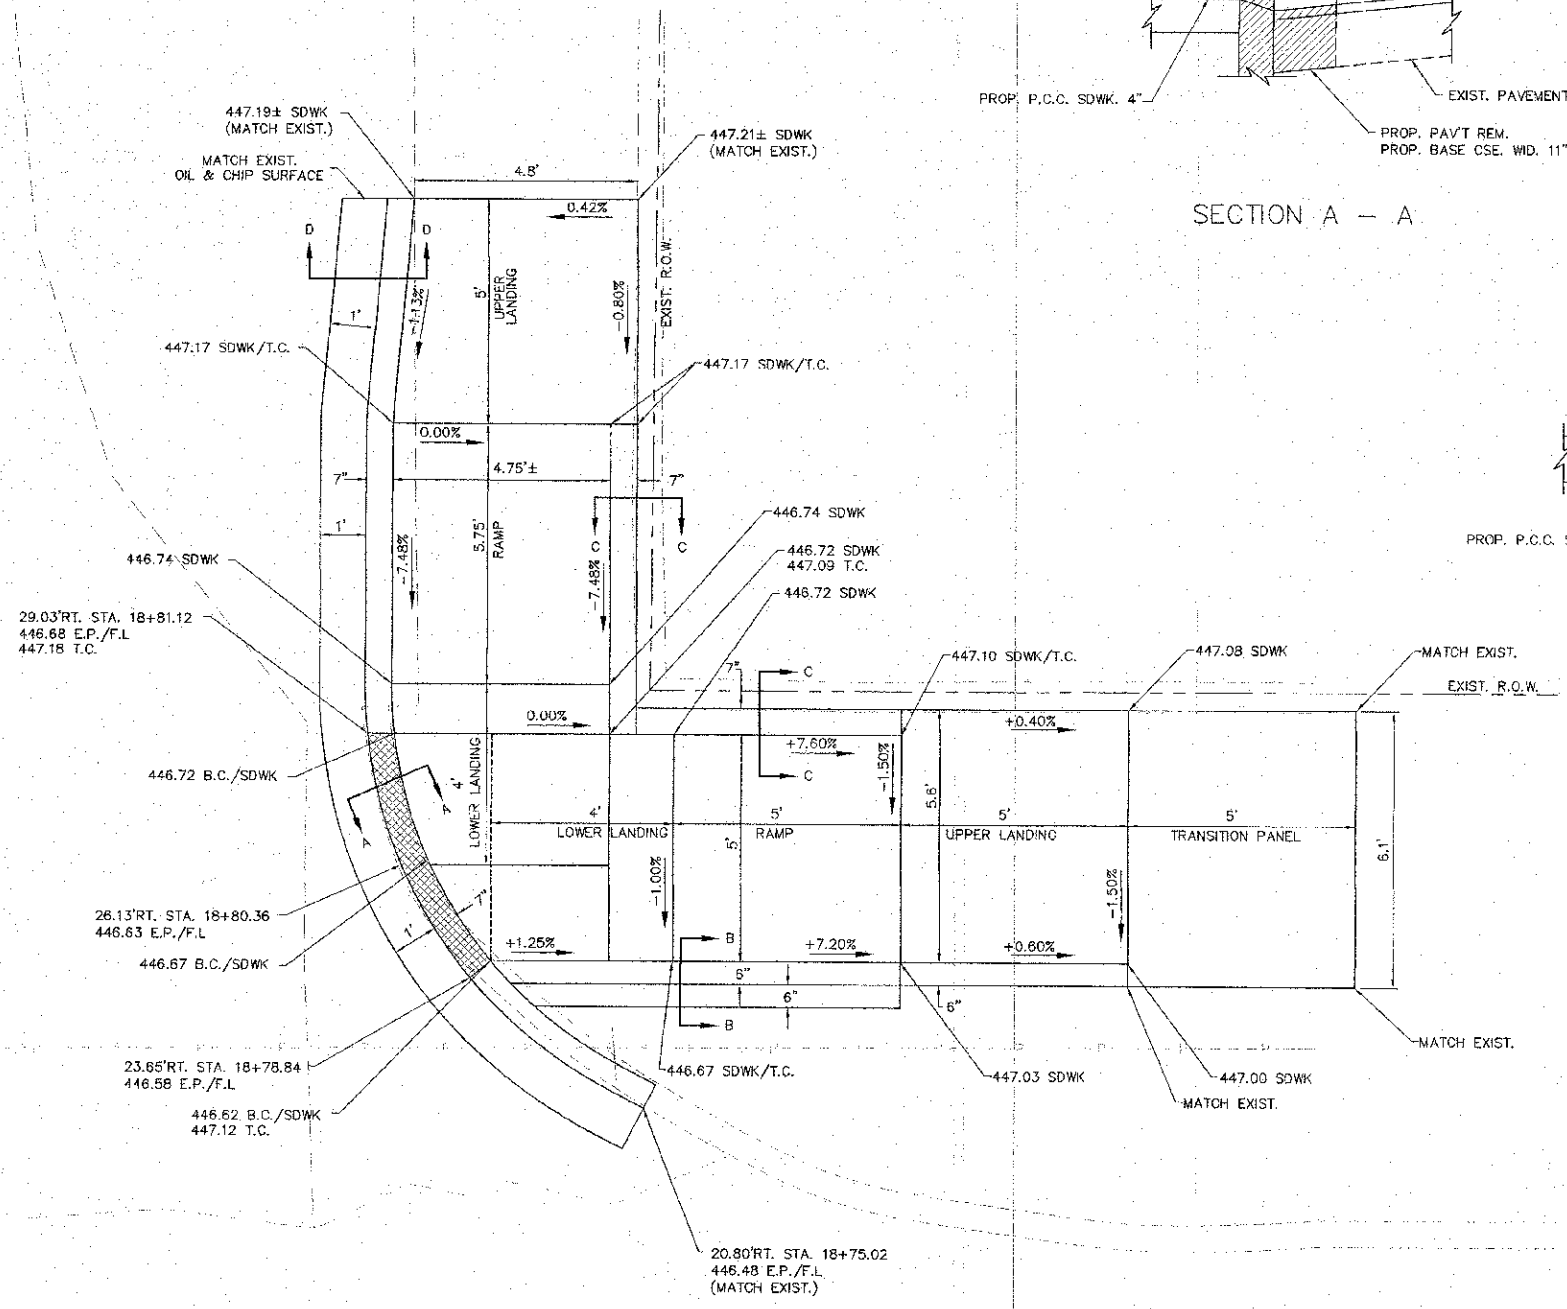 PROP. P.C.C. SDWK. 4"
EXIST. PAVEMENT
PROP. PAV'T REM.
PROP. BASE CSE. WID. 11"
SECTION A - A
447.19± SDWK
(MATCH EXIST.)
MATCH EXIST.
OIL & CHIP SURFACE
447.21± SDWK
(MATCH EXIST.)
4.8'
0.42%
D
D
-1.13%
5'
UPPER
LANDING
-0.80%
EXIST. R.O.W.
1'
447.17 SDWK/T.C.
447.17 SDWK/T.C.
0.00%
4.75'±
7"
7"
1'
-7.48%
5.75'
RAMP
C
C
-7.48%
446.74 SDWK
446.74 SDWK
446.72 SDWK
447.09 T.C.
446.72 SDWK
PROP. P.C.C.
29.03'RT. STA. 18+81.12
446.68 E.P./F.L
447.18 T.C.
447.10 SDWK/T.C.
447.08 SDWK
MATCH EXIST.
EXIST. R.O.W.
7"
C
C
0.00%
+7.60%
-1.50%
+0.40%
446.72 B.C./SDWK
4'
LOWER LANDING
A
A
4'
LOWER LANDING
5'
RAMP
5'
5.6'
5'
UPPER LANDING
5'
TRANSITION PANEL
6.1'
-1.00%
-1.50%
7"
1'
26.13'RT. STA. 18+80.36
446.63 E.P./F.L
446.67 B.C./SDWK
+1.25%
B
B
+7.20%
+0.60%
6"
6"
6"
23.65'RT. STA. 18+78.84
446.58 E.P./F.L
446.62 B.C./SDWK
447.12 T.C.
446.67 SDWK/T.C.
447.03 SDWK
447.00 SDWK
MATCH EXIST.
MATCH EXIST.
20.80'RT. STA. 18+75.02
446.48 E.P./F.L
(MATCH EXIST.)